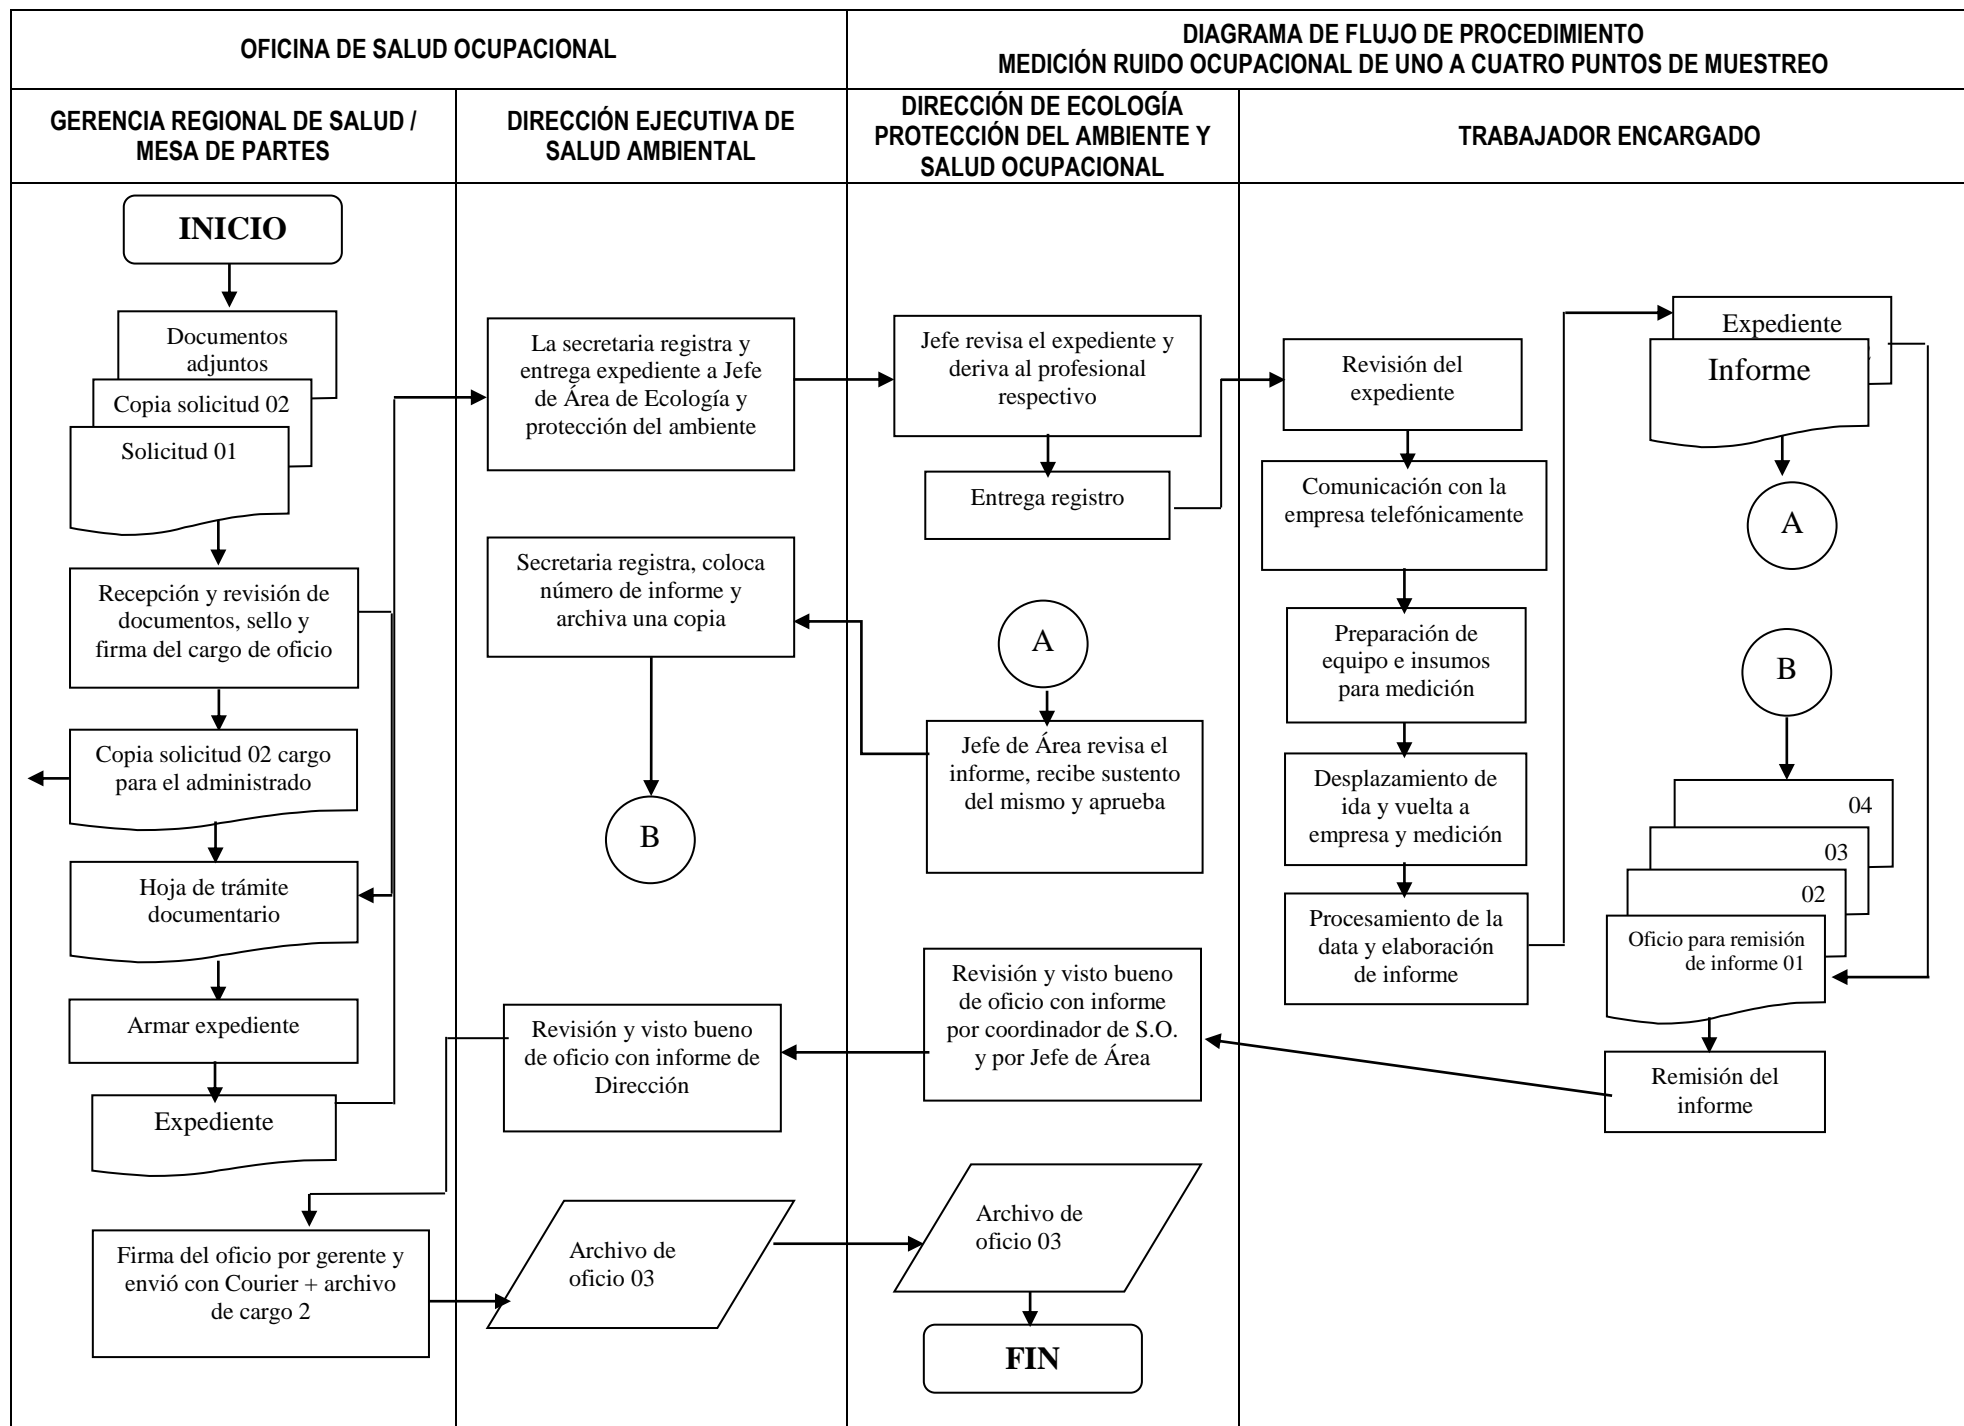 OFICINA DE SALUD OCUPACIONAL
DIAGRAMA DE FLUJO DE PROCEDIMIENTO
MEDICIÓN RUIDO OCUPACIONAL DE UNO A CUATRO PUNTOS DE MUESTREO
GERENCIA REGIONAL DE SALUD /
MESA DE PARTES
DIRECCIÓN EJECUTIVA DE
SALUD AMBIENTAL
DIRECCIÓN DE ECOLOGÍA
PROTECCIÓN DEL AMBIENTE Y
SALUD OCUPACIONAL
TRABAJADOR ENCARGADO
INICIO
Documentos
adjuntos
Copia solicitud 02
Solicitud 01
Recepción y revisión de
documentos, sello y
firma del cargo de oficio
Copia solicitud 02 cargo
para el administrado
Hoja de trámite
documentario
Armar expediente
Expediente
Firma del oficio por gerente y
envió con Courier + archivo
de cargo 2
La secretaria registra y
entrega expediente a Jefe
de Área de Ecología y
protección del ambiente
Secretaria registra, coloca
número de informe y
archiva una copia
B
Revisión y visto bueno
de oficio con informe de
Dirección
Archivo de
oficio 03
Jefe revisa el expediente y
deriva al profesional
respectivo
Entrega registro
A
Jefe de Área revisa el
informe, recibe sustento
del mismo y aprueba
Revisión y visto bueno
de oficio con informe
por coordinador de S.O.
y por Jefe de Área
Archivo de
oficio 03
FIN
Revisión del
expediente
Comunicación con la
empresa telefónicamente
Preparación de
equipo e insumos
para medición
Desplazamiento de
ida y vuelta a
empresa y medición
Procesamiento de la
data y elaboración
de informe
Expediente
Informe
A
B
04
03
02
Oficio para remisión
de informe 01
Remisión del
informe